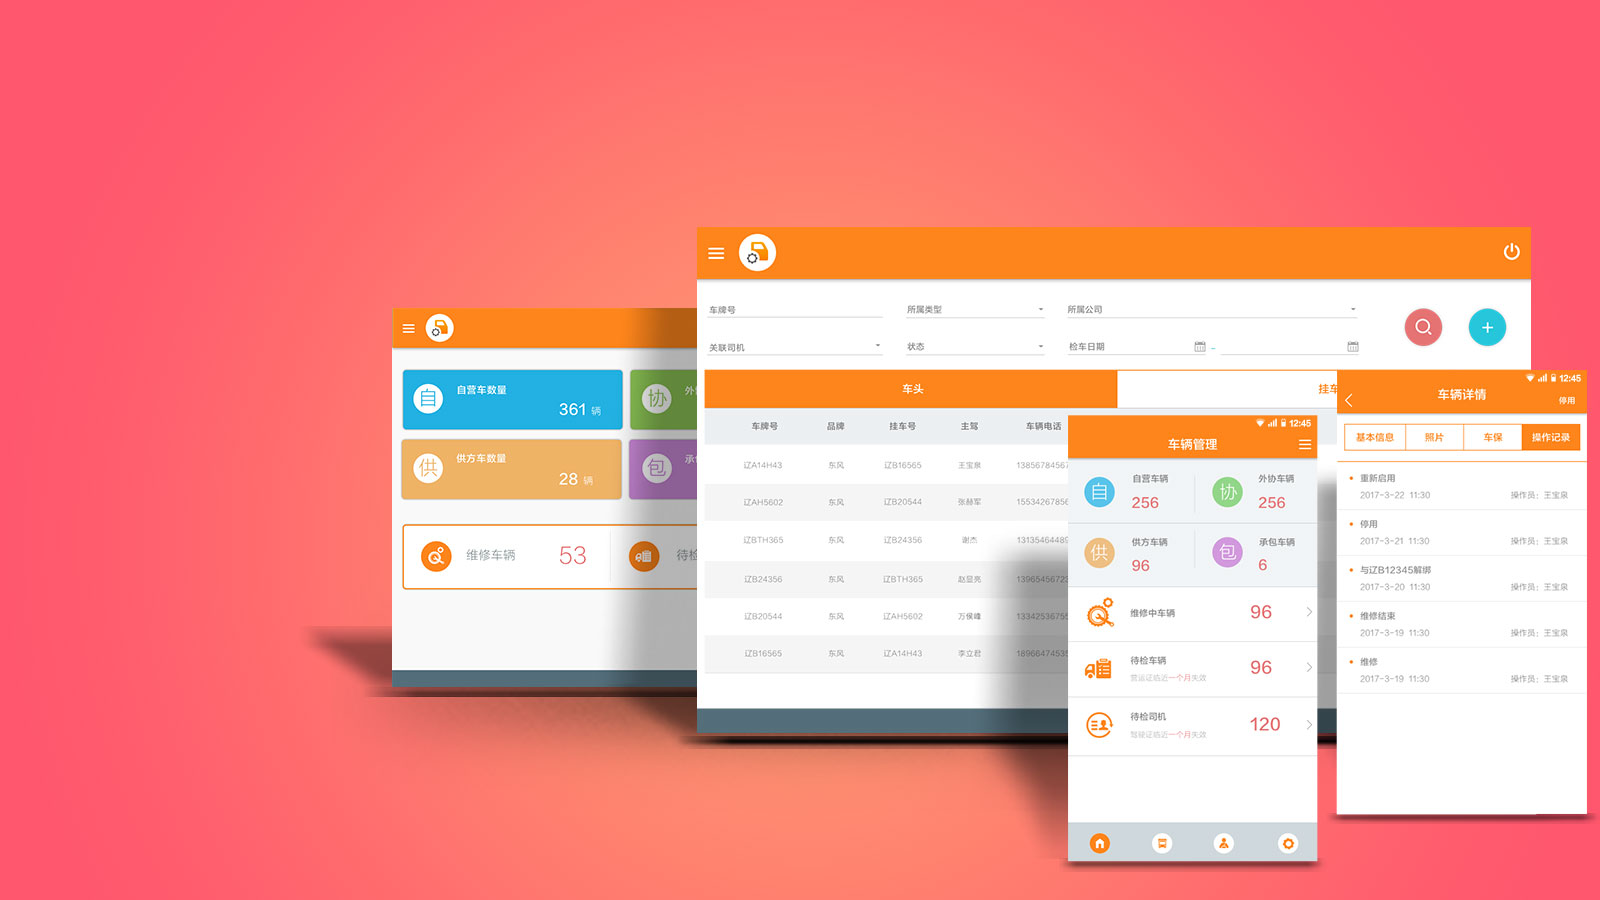 自
自营车数量
361 辆
协
供
供方车数量
28 辆
包
维修车辆
53
待检
车牌号
所属类型
所属公司
关联司机
状态
检车日期
车头
挂车
车牌号 品牌 挂车号 主驾 车辆电话
辽A14H43 东风 辽B16565 王宝泉 1385678456
辽AH5602 东风 辽B20544 张赫军 1553426785
辽BTH365 东风 辽B24356 谢杰 1313546448
辽B24356 东风 辽BTH365 赵显亮 1396545672
辽B20544 东风 辽AH5602 万侯峰 1334253675
辽B16565 东风 辽A14H43 李立君 1896647453
12:45
车辆管理
自 自营车辆 256
协 外协车辆 256
供 供方车辆 96
包 承包车辆 6
维修中车辆 96
待检车辆 96
营运证临近一个月失效
待检司机 120
驾驶证临近一个月失效
12:45
车辆详情
停用
基本信息 照片 车保 操作记录
重新启用
2017-3-22 11:30 操作员：王宝泉
停用
2017-3-21 11:30 操作员：王宝泉
与辽B12345解绑
2017-3-20 11:30 操作员：王宝泉
维修结束
2017-3-19 11:30 操作员：王宝泉
维修
2017-3-19 11:30 操作员：王宝泉